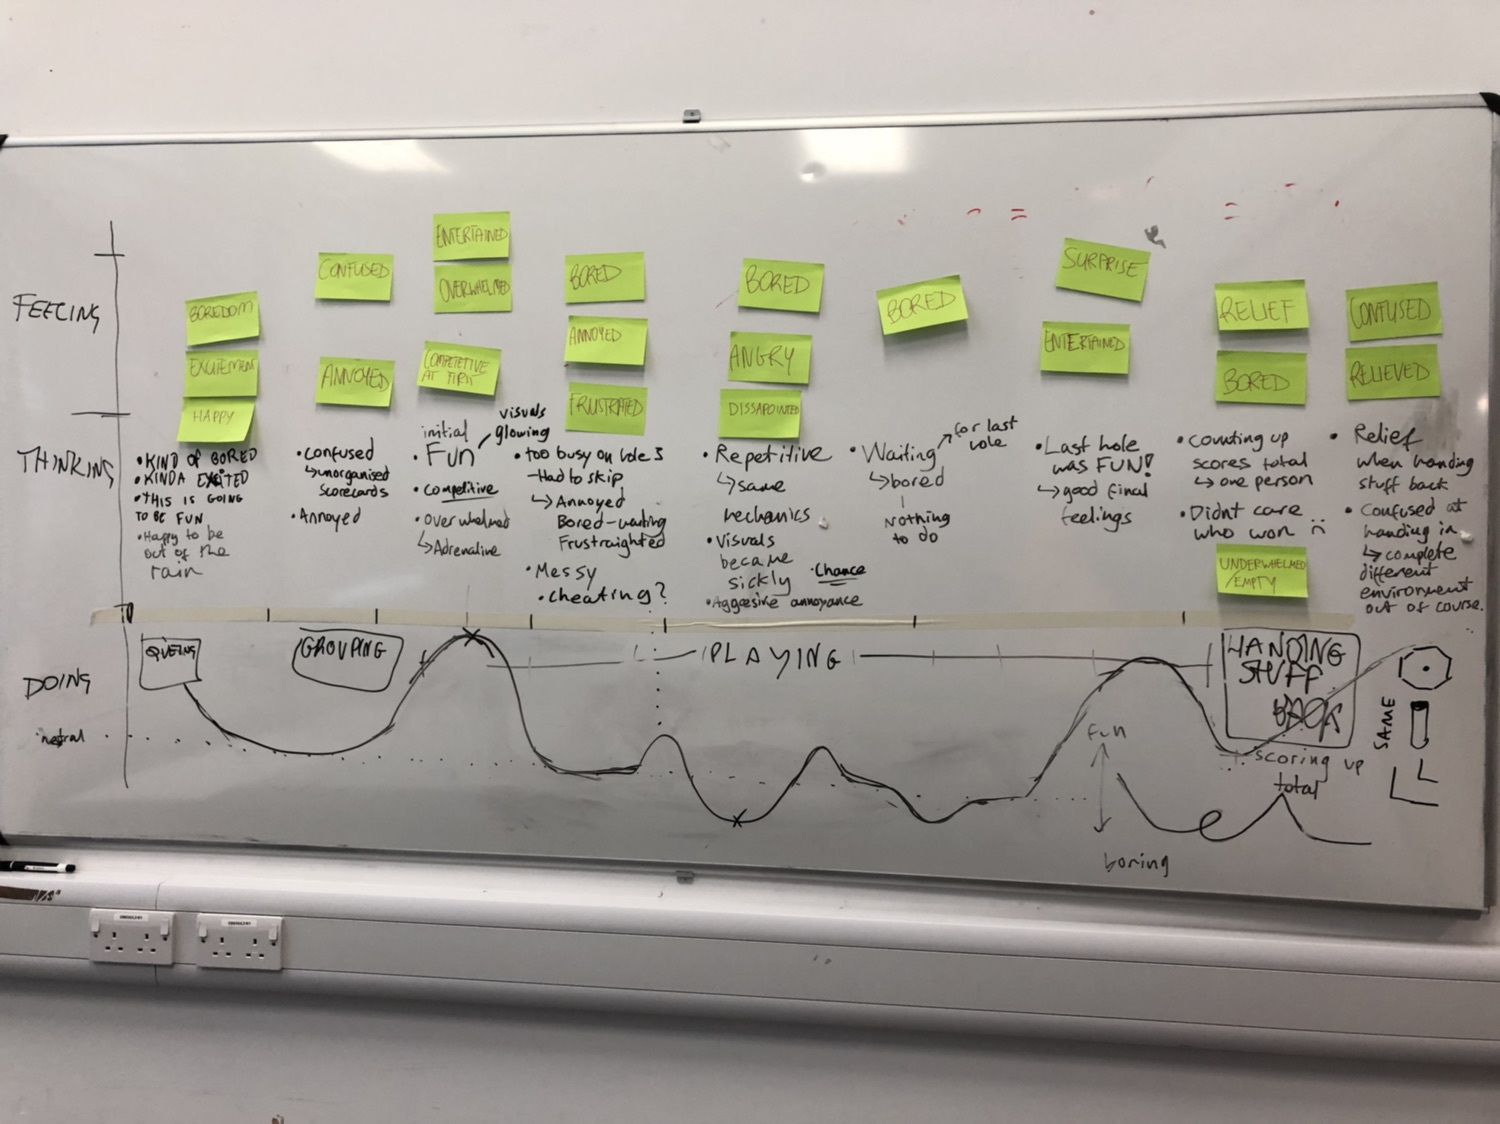 FEELING
BOREDOM
EXCITEMENT
HAPPY
CONFUSED
ANNOYED
ENTERTAINED
OVERWHELMED
COMPETETIVE
AT FIRST
BORED
ANNOYED
FRUSTRATED
BORED
ANGRY
DISSAPOINTED
BORED
SURPRISE
ENTERTAINED
RELIEF
BORED
CONFUSED
RELIEVED
THINKING
• KIND OF BORED
• KINDA EXCITED
• THIS IS GOING
TO BE FUN
• Happy to be
out of the
rain
• confused
↳ unorganised
scorecards
• Annoyed
initial
• Fun
visuals
glowing
• competitive
• overwhelmed
↳ Adrenaline
• too busy on hole 3
- Had to skip
↳ Annoyed
Bored-waiting
Frustraighted
• Messy
• cheating?
• Repetitive
↳ same
mechanics
• Visuals
became
sickly
• Chance
• Aggresive annoyance
• Waiting
for last
hole
↳ bored
Nothing
to do
• Last hole
was FUN!
↳ good final
feelings
• counting up
scores total
↳ one person
• Didnt care
who won
UNDERWHELMED
/EMPTY
• Relief
when handing
stuff back
• Confused at
handing in
↳ complete
different
environment
out of course.
DOING
QUEING
GROUPING
PLAYING
HANDING
STUFF
BACK
neutral
fun
boring
scoring up
total
SAME